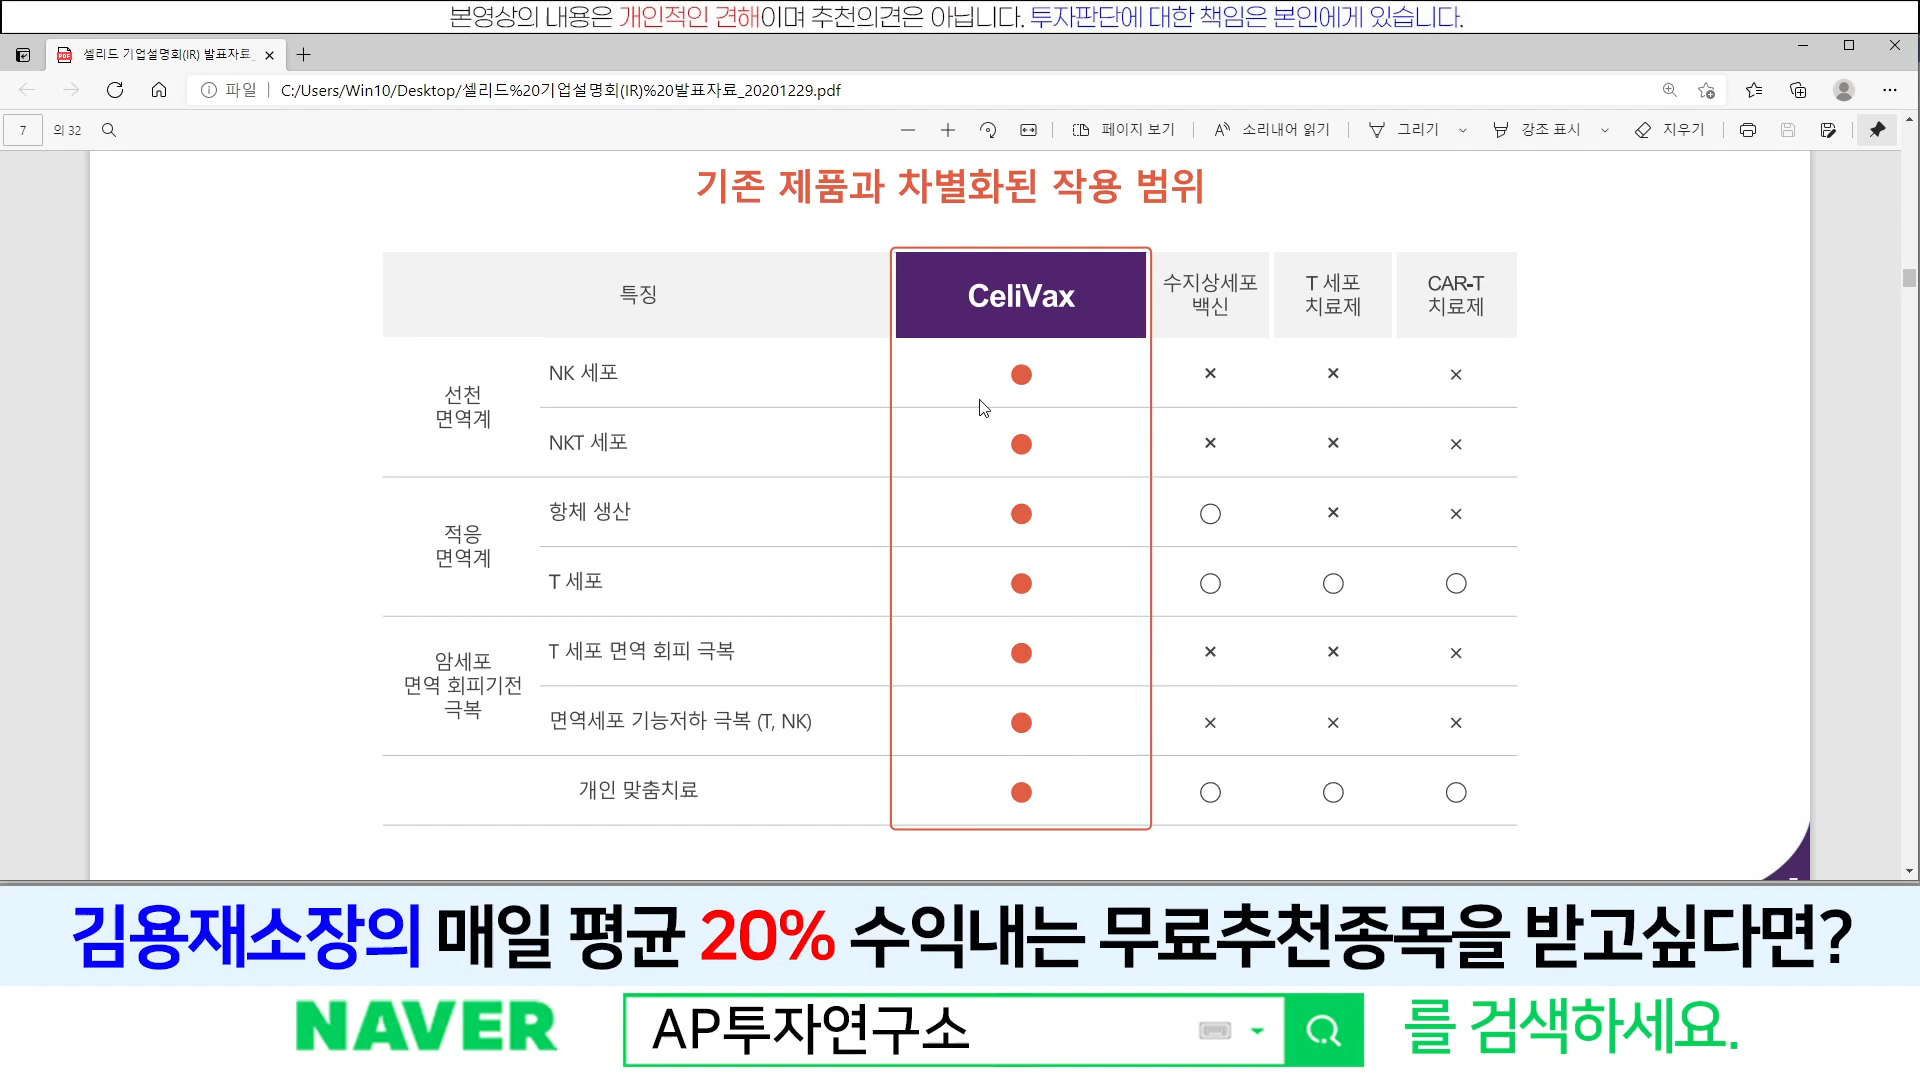 본영상의 내용은 개인적인 견해이며 추천의견은 아닙니다. 투자판단에 대한 책임은 본인에게 있습니다.
셀리드 기업설명회(IR) 발표자료_
파일 C:/Users/Win10/Desktop/셀리드%20기업설명회(IR)%20발표자료_20201229.pdf
7 의 32 페이지 보기 소리내어 읽기 그리기 강조 표시 지우기
기존 제품과 차별화된 작용 범위
특징 CeliVax 수지상세포 백신 T 세포 치료제 CAR-T 치료제
선천 면역계
NK 세포 ● × × ×
NKT 세포 ● × × ×
적응 면역계
항체 생산 ● ○ × ×
T 세포 ● ○ ○ ○
암세포 면역 회피기전 극복
T 세포 면역 회피 극복 ● × × ×
면역세포 기능저하 극복 (T, NK) ● × × ×
개인 맞춤치료 ● ○ ○ ○
김용재소장의 매일 평균 20% 수익내는 무료추천종목을 받고싶다면?
NAVER AP투자연구소 를 검색하세요.